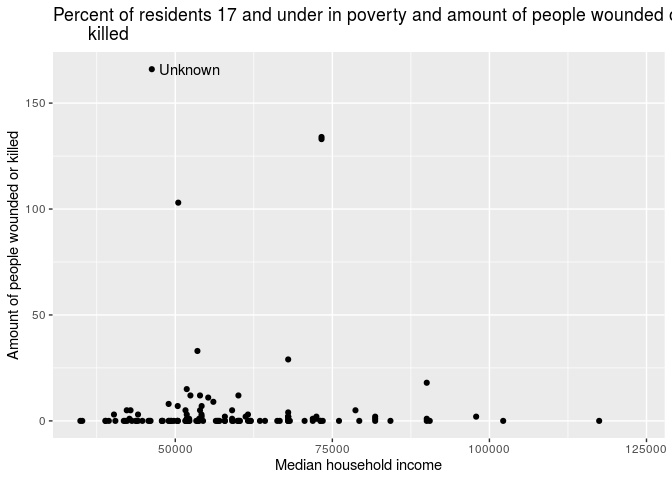 Percent of residents 17 and under in poverty and amount of people wounded
killed
Unknown
150
100
50
0
Amount of people wounded or killed
50000 75000 100000 125000
Median household income